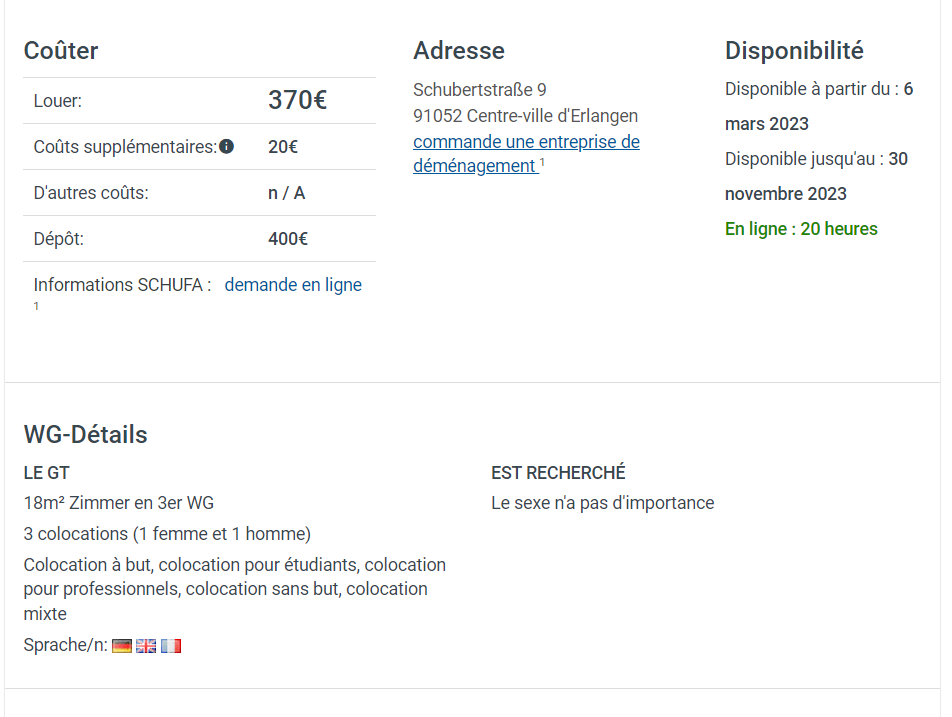 Coûter
Louer: 370€
Coûts supplémentaires: 20€
D'autres coûts: n / A
Dépôt: 400€
Informations SCHUFA : demande en ligne
1
Adresse
Schubertstraße 9
91052 Centre-ville d'Erlangen
commande une entreprise de
déménagement 1
Disponibilité
Disponible à partir du : 6
mars 2023
Disponible jusqu'au : 30
novembre 2023
En ligne : 20 heures
WG-Détails
LE GT
18m² Zimmer en 3er WG
3 colocations (1 femme et 1 homme)
Colocation à but, colocation pour étudiants, colocation
pour professionnels, colocation sans but, colocation
mixte
Sprache/n:
EST RECHERCHÉ
Le sexe n'a pas d'importance